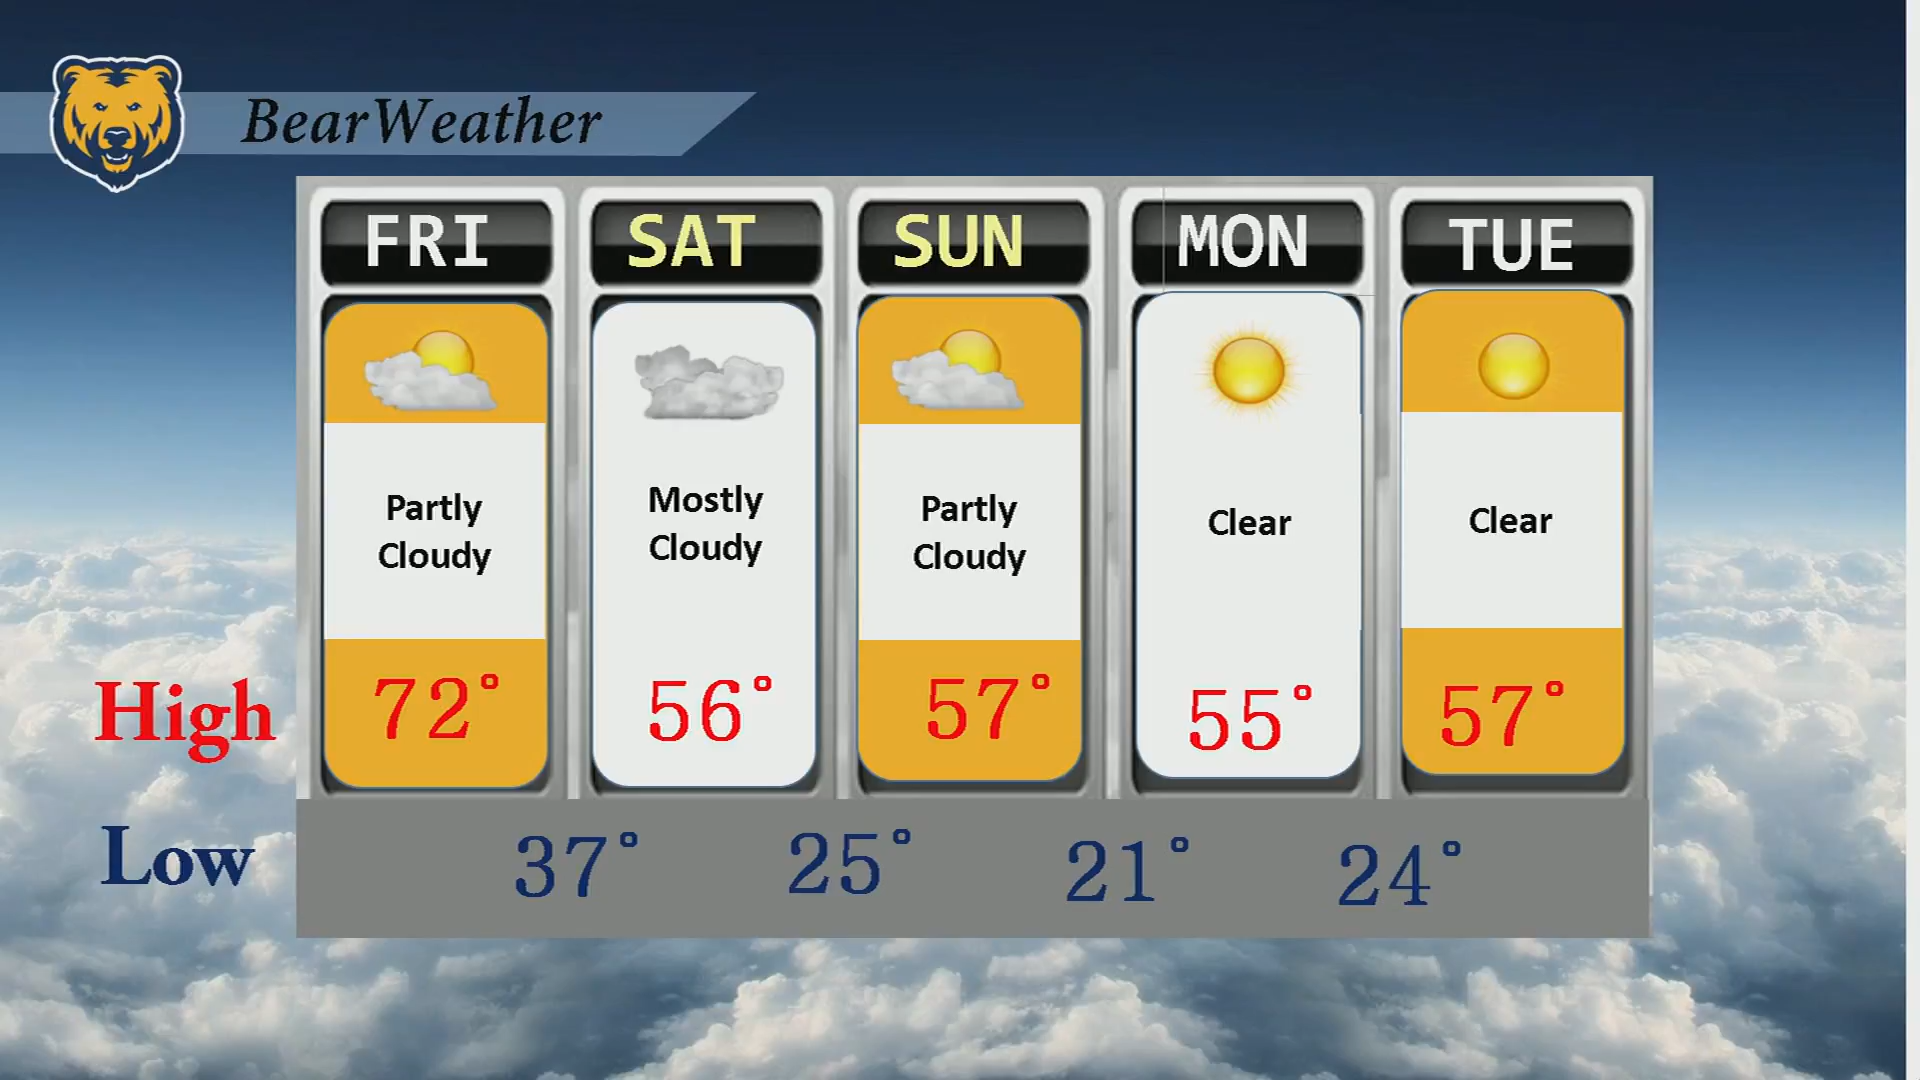 BearWeather
FRI SAT SUN MON TUE
Partly
Cloudy
Mostly
Cloudy
Partly
Cloudy
Clear
Clear
High 72° 56° 57° 55° 57°
Low 37° 25° 21° 24°